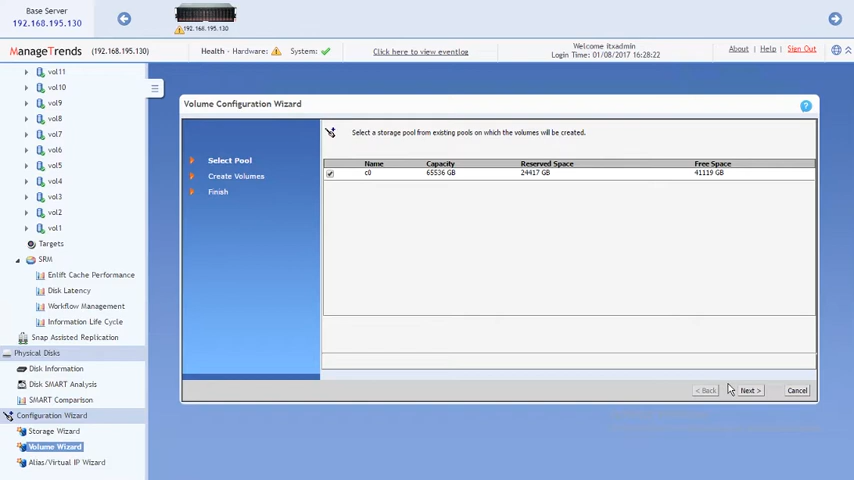 Base Server
192.168.195.130
192.168.195.130
ManageTrends (192.168.195.130)
Health - Hardware: System:
Click here to view eventlog
Welcome itxadmin
Login Time: 01/08/2017 16:28:22
About | Help | Sign Out
vol11
vol10
vol9
vol8
vol7
vol6
vol5
vol4
vol3
vol2
vol1
Targets
SRM
Enlift Cache Performance
Disk Latency
Workflow Management
Information Life Cycle
Snap Assisted Replication
Physical Disks
Disk Information
Disk SMART Analysis
SMART Comparison
Configuration Wizard
Storage Wizard
Volume Wizard
Alias/Virtual IP Wizard
Volume Configuration Wizard
?
Select Pool
Create Volumes
Finish
Select a storage pool from existing pools on which the volumes will be created.
Name Capacity Reserved Space Free Space
c0 65536 GB 24417 GB 41119 GB
< Back Next > Cancel